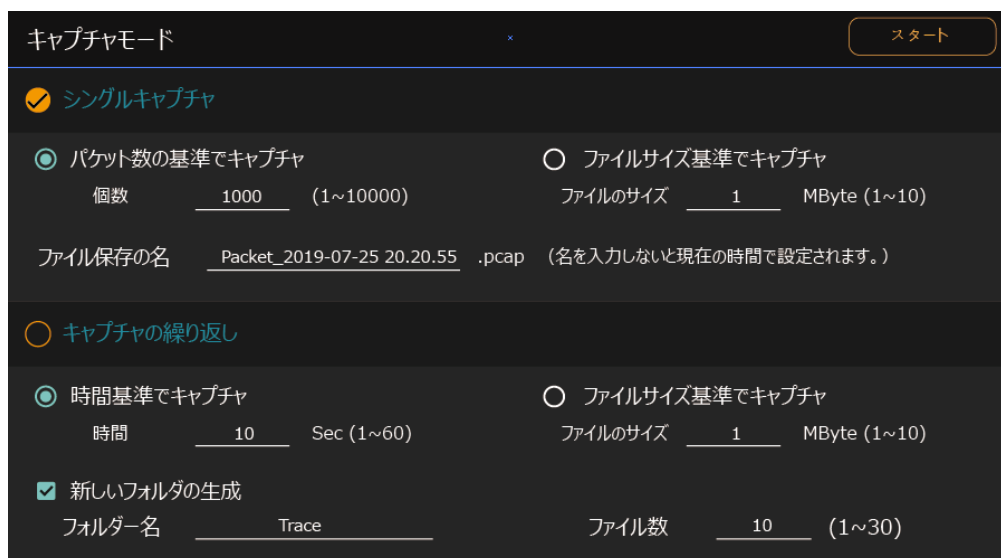 キャプチャモード スタート
シングルキャプチャ
パケット数の基準でキャプチャ ファイルサイズ基準でキャプチャ
個数 1000 (1~10000) ファイルのサイズ 1 MByte (1~10)
ファイル保存の名 Packet_2019-07-25 20.20.55 .pcap (名を入力しないと現在の時間で設定されます。)
キャプチャの繰り返し
時間基準でキャプチャ ファイルサイズ基準でキャプチャ
時間 10 Sec (1~60) ファイルのサイズ 1 MByte (1~10)
新しいフォルダの生成
フォルダー名 Trace ファイル数 10 (1~30)